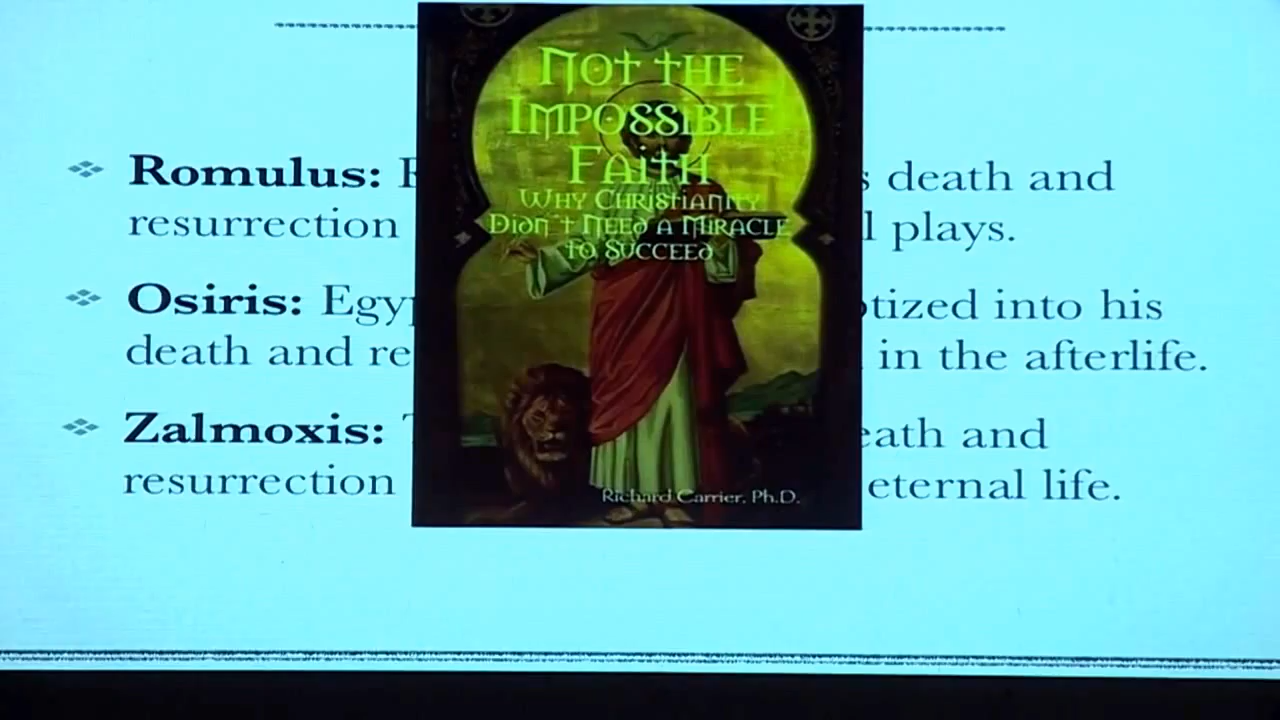 Romulus:
s death and
resurrection
l plays.
Osiris: Egy
tized into his
death and re
in the afterlife.
Zalmoxis:
eath and
resurrection
eternal life.
Not the
Impossible
Faith
Why Christianity
Didn't Need a Miracle
to Succeed
Richard Carrier, Ph.D.